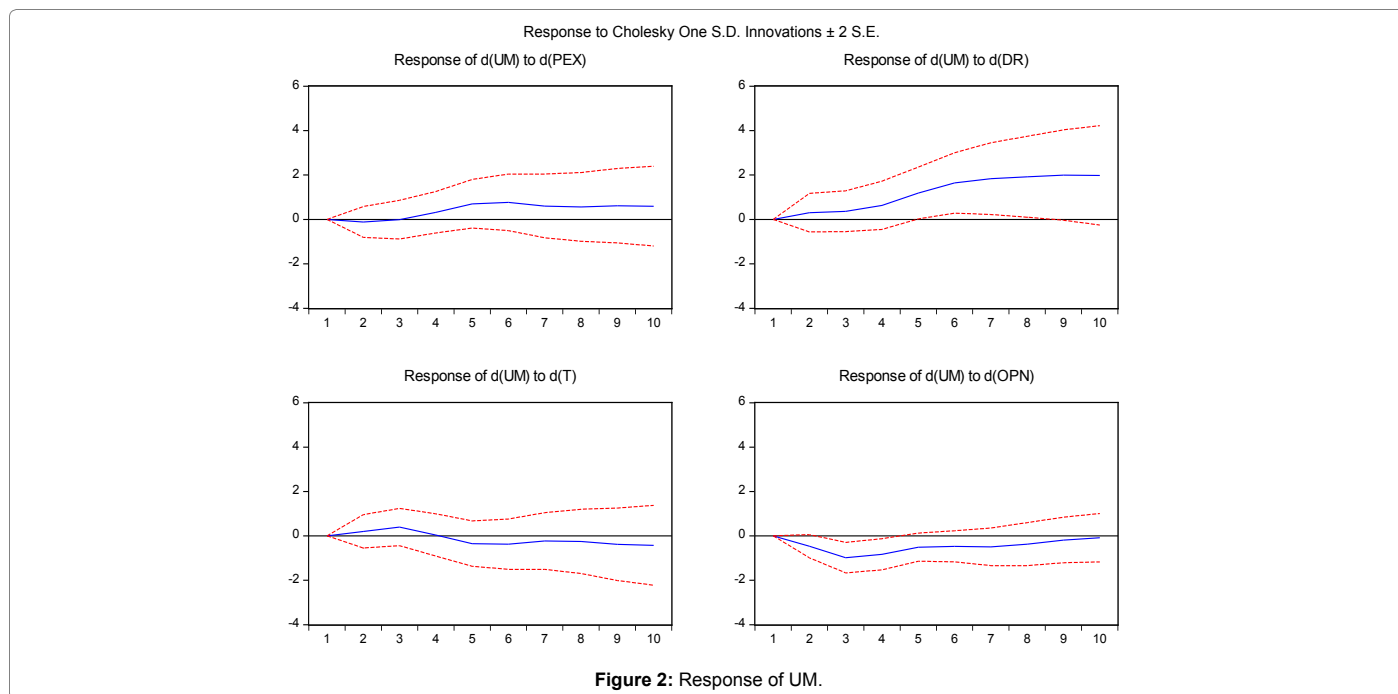 Response to Cholesky One S.D. Innovations ± 2 S.E.
Response of d(UM) to d(PEX)
6
4
2
0
-2
-4
1 2 3 4 5 6 7 8 9 10
Response of d(UM) to d(DR)
6
4
2
0
-2
-4
1 2 3 4 5 6 7 8 9 10
Response of d(UM) to d(T)
6
4
2
0
-2
-4
1 2 3 4 5 6 7 8 9 10
Response of d(UM) to d(OPN)
6
4
2
0
-2
-4
1 2 3 4 5 6 7 8 9 10
Figure 2: Response of UM.